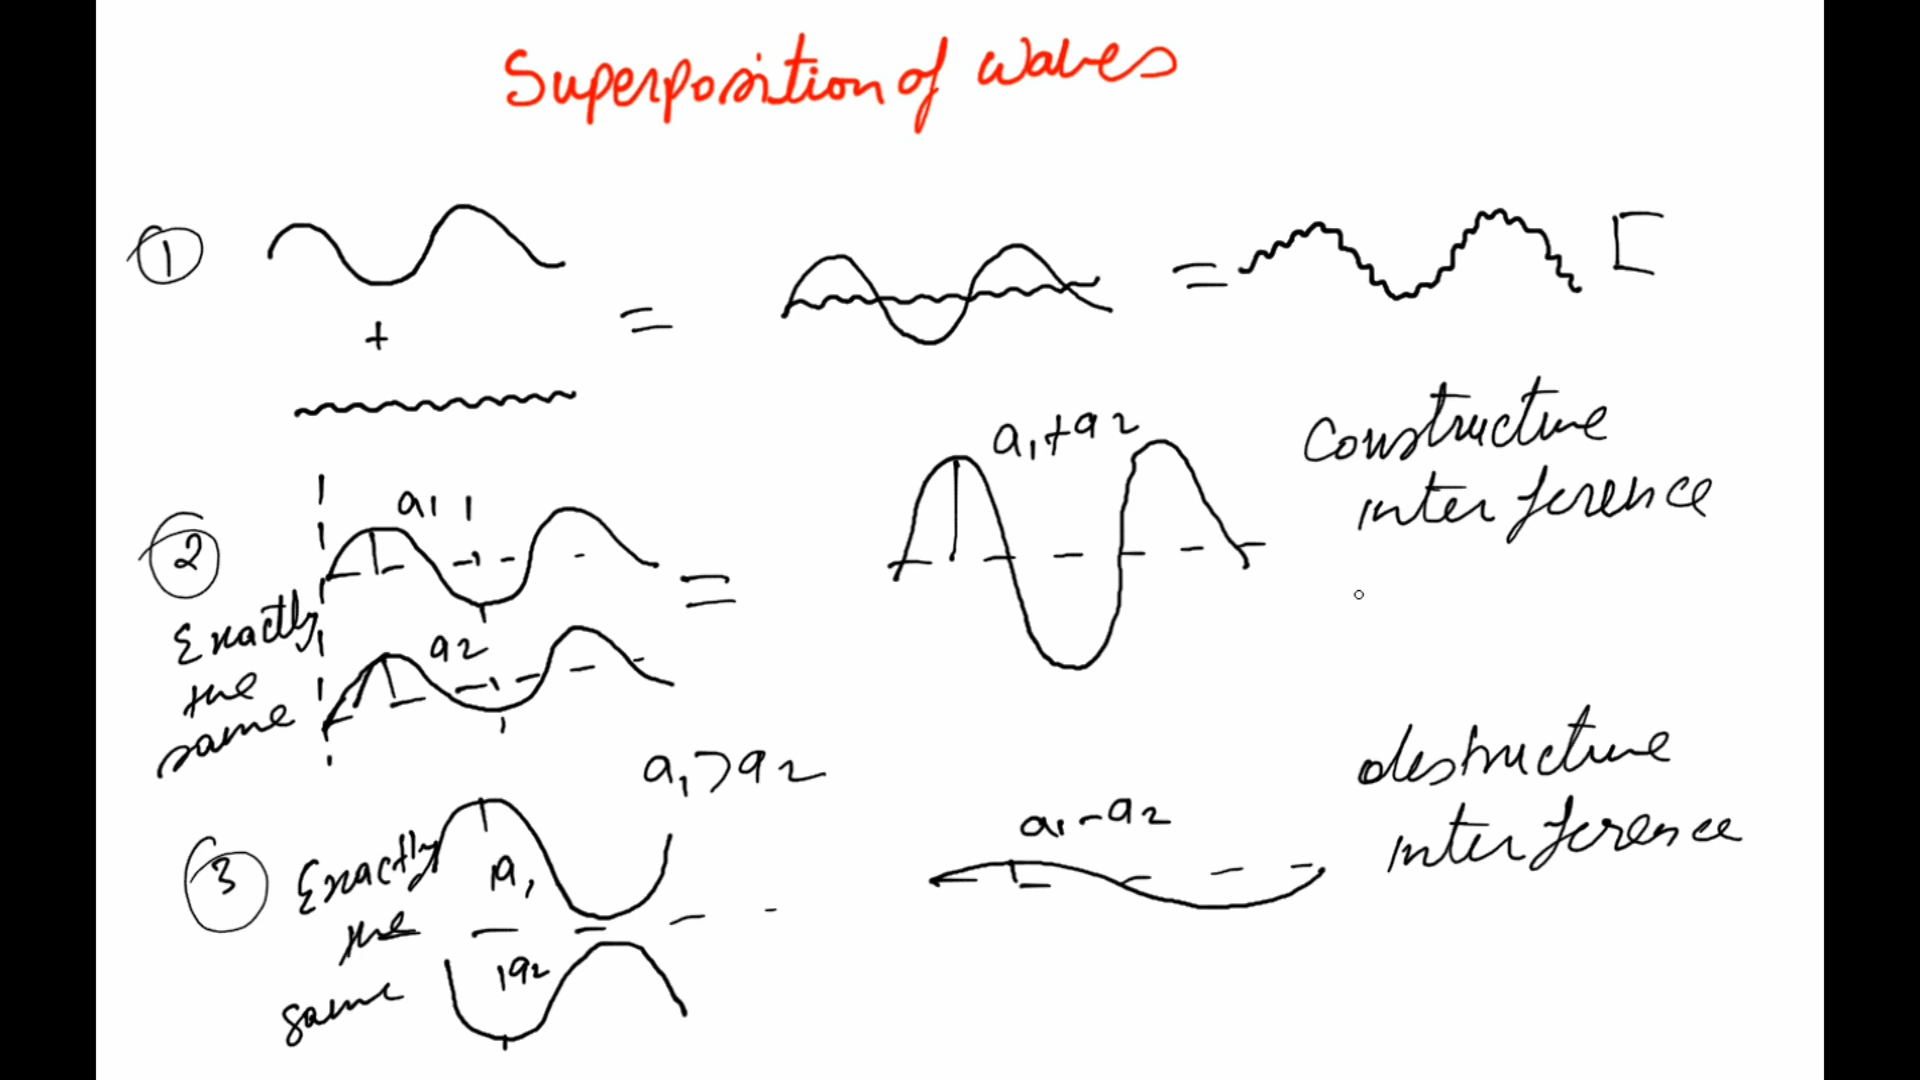 Superposition of waves
1
+
=
=
[
a1+a2
Constructive
interference
2
a1
=
Exactly
the
same
a2
a1>a2
destructive
interference
3
Exactly
the
same
a1
a1-a2
a2